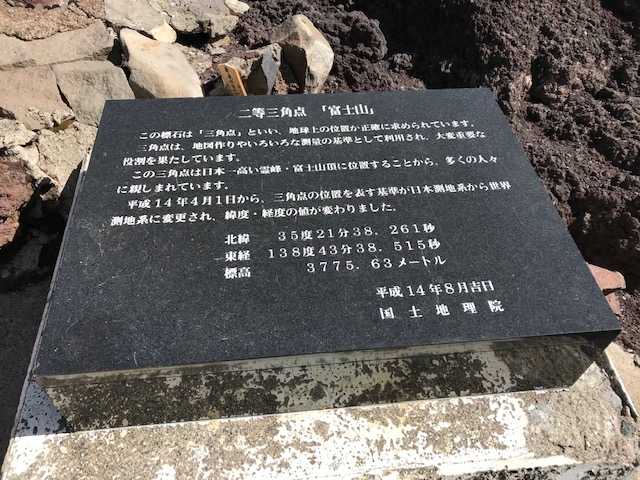 二等三角点 「富士山」
この標石は「三角点」といい、地球上の位置が正確に求められています。
三角点は、地図作りやいろいろな測量の基準として利用され、大変重要な
役割を果たしています。
この三角点は日本一高い霊峰・富士山頂に位置することから、多くの人々
に親しまれています。
平成14年4月1日から、三角点の位置を表す基準が日本測地系から世界
測地系に変更され、緯度・経度の値が変わりました。
北緯 35度21分38.261秒
東経 138度43分38.515秒
標高 3775.63メートル
平成14年8月吉日
国土地理院